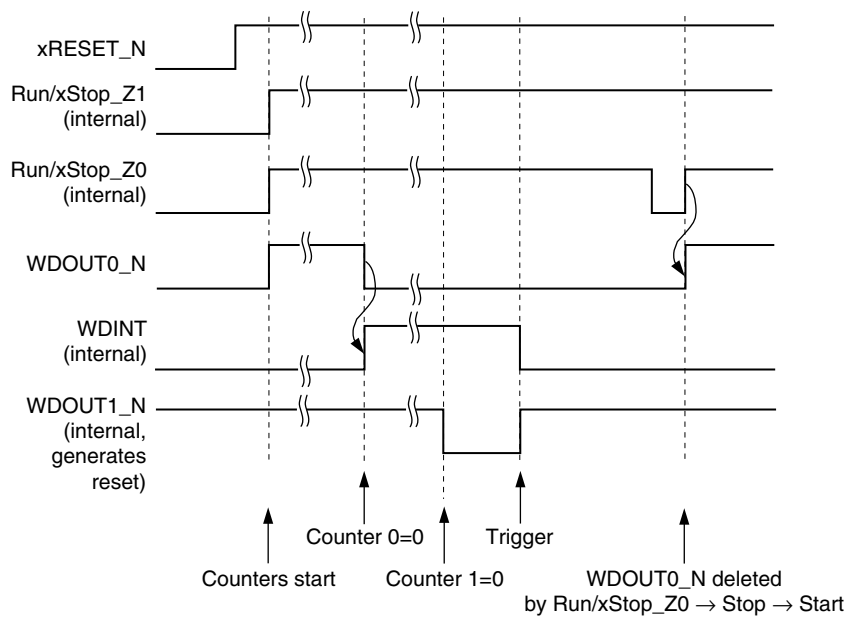 xRESET_N
Run/xStop_Z1
(internal)
Run/xStop_Z0
(internal)
WDOUT0_N
WDINT
(internal)
WDOUT1_N
(internal,
generates
reset)
Counter 0=0
Trigger
Counters start
Counter 1=0
WDOUT0_N deleted
by Run/xStop_Z0 → Stop → Start